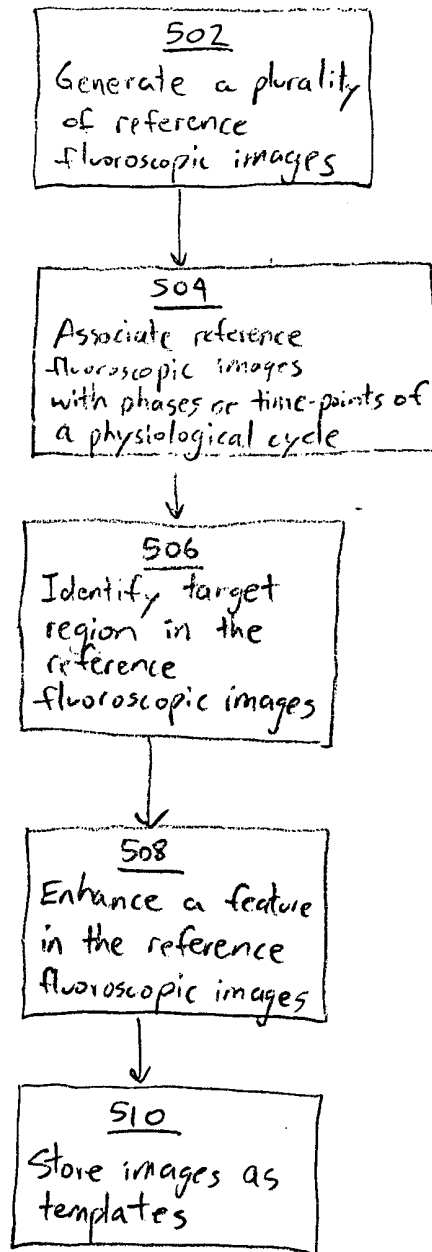 502
Generate a plurality
of reference
fluoroscopic images
504
Associate reference
fluoroscopic images
with phases or time-points of
a physiological cycle
506
Identify target
region in the
reference
fluoroscopic images
508
Enhance a feature
in the reference
fluoroscopic images
510
Store images as
templates